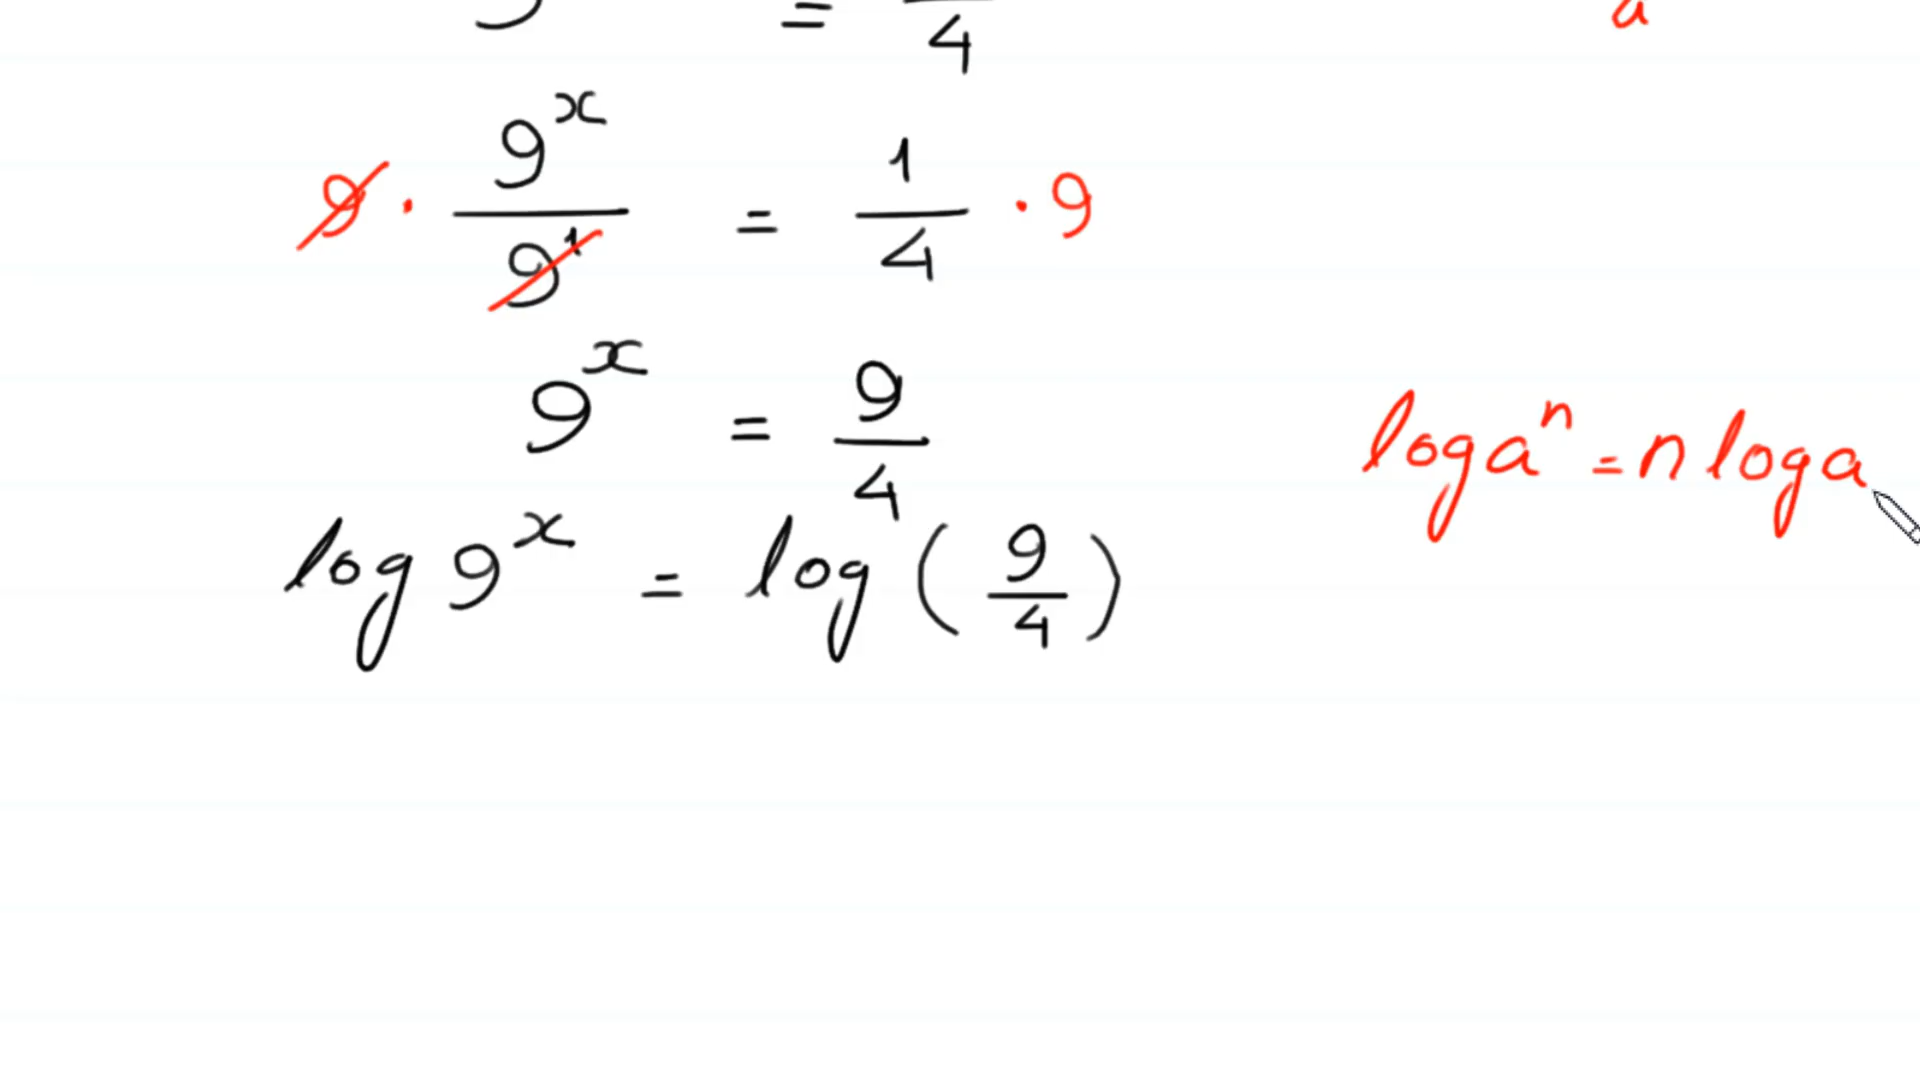 = 4 a
9 · 9^x / 9^1 = 1/4 · 9
9^x = 9/4
log a^n = n log a
log 9^x = log (9/4)